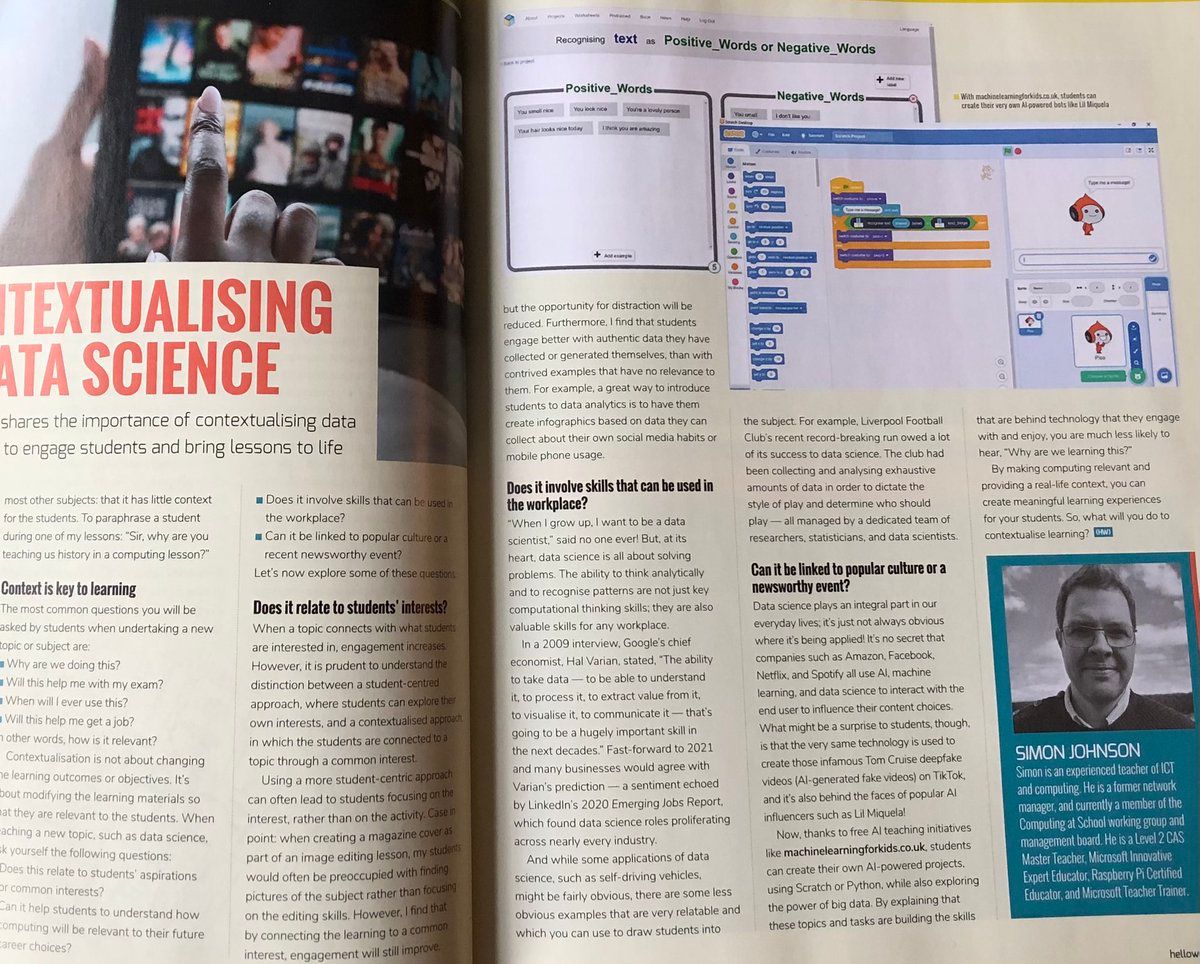 NTEXTUALISING
ATA SCIENCE
shares the importance of contextualising data
to engage students and bring lessons to life
most other subjects: that it has little context
for the students. To paraphrase a student
during one of my lessons: “Sir, why are you
teaching us history in a computing lesson?”
Context is key to learning
The most common questions you will be
asked by students when undertaking a new
topic or subject are:
Why are we doing this?
Will this help me with my exam?
When will I ever use this?
Will this help me get a job?
other words, how is it relevant?
Contextualisation is not about changing
learning outcomes or objectives. It’s
bout modifying the learning materials so
at they are relevant to the students. When
eaching a new topic, such as data science,
sk yourself the following questions:
Does this relate to students’ aspirations
or common interests?
Can it help students to understand how
omputing will be relevant to their future
career choices?
■ Does it involve skills that can be used in
the workplace?
■ Can it be linked to popular culture or a
recent newsworthy event?
Let’s now explore some of these questions.
Does it relate to students’ interests?
When a topic connects with what students
are interested in, engagement increases.
However, it is prudent to understand the
distinction between a student-centred
approach, where students can explore their
own interests, and a contextualised approach,
in which the students are connected to a
topic through a common interest.
Using a more student-centric approach
can often lead to students focusing on the
interest, rather than on the activity. Case in
point: when creating a magazine cover as
part of an image editing lesson, my students
would often be preoccupied with finding
pictures of the subject rather than focusing
on the editing skills. However, I find that
by connecting the learning to a common
interest, engagement will still improve,
About Projects Worksheets Pretrained Book News Help Log Out
Language
Recognising text as Positive_Words or Negative_Words
Back to project
Add new label
Positive_Words
You smell nice
You look nice
You're a lovely person
Your hair looks nice today
I think you are amazing
Add example
5
Negative_Words
You smell
I don't like you
Type me a message!
Type me a message!
Pixe
With machinelearningforkids.co.uk, students can
create their very own AI-powered bots like Lil Miquela
but the opportunity for distraction will be
reduced. Furthermore, I find that students
engage better with authentic data they have
collected or generated themselves, than with
contrived examples that have no relevance to
them. For example, a great way to introduce
students to data analytics is to have them
create infographics based on data they can
collect about their own social media habits or
mobile phone usage.
Does it involve skills that can be used in
the workplace?
“When I grow up, I want to be a data
scientist,” said no one ever! But, at its
heart, data science is all about solving
problems. The ability to think analytically
and to recognise patterns are not just key
computational thinking skills; they are also
valuable skills for any workplace.
In a 2009 interview, Google’s chief
economist, Hal Varian, stated, “The ability
to take data — to be able to understand
it, to process it, to extract value from it,
to visualise it, to communicate it — that’s
going to be a hugely important skill in
the next decades.” Fast-forward to 2021
and many businesses would agree with
Varian’s prediction — a sentiment echoed
by LinkedIn’s 2020 Emerging Jobs Report,
which found data science roles proliferating
across nearly every industry.
And while some applications of data
science, such as self-driving vehicles,
might be fairly obvious, there are some less
obvious examples that are very relatable and
which you can use to draw students into
the subject. For example, Liverpool Football
Club’s recent record-breaking run owed a lot
of its success to data science. The club had
been collecting and analysing exhaustive
amounts of data in order to dictate the
style of play and determine who should
play — all managed by a dedicated team of
researchers, statisticians, and data scientists.
Can it be linked to popular culture or a
newsworthy event?
Data science plays an integral part in our
everyday lives; it’s just not always obvious
where it’s being applied! It’s no secret that
companies such as Amazon, Facebook,
Netflix, and Spotify all use AI, machine
learning, and data science to interact with the
end user to influence their content choices.
What might be a surprise to students, though,
is that the very same technology is used to
create those infamous Tom Cruise deepfake
videos (AI-generated fake videos) on TikTok,
and it’s also behind the faces of popular AI
influencers such as Lil Miquela!
Now, thanks to free AI teaching initiatives
like machinelearningforkids.co.uk, students
can create their own AI-powered projects,
using Scratch or Python, while also exploring
the power of big data. By explaining that
these topics and tasks are building the skills
that are behind technology that they engage
with and enjoy, you are much less likely to
hear, “Why are we learning this?”
By making computing relevant and
providing a real-life context, you can
create meaningful learning experiences
for your students. So, what will you do to
contextualise learning? (HW)
SIMON JOHNSON
Simon is an experienced teacher of ICT
and computing. He is a former network
manager, and currently a member of the
Computing at School working group and
management board. He is a Level 2 CAS
Master Teacher, Microsoft Innovative
Expert Educator, Raspberry Pi Certified
Educator, and Microsoft Teacher Trainer.
hellow